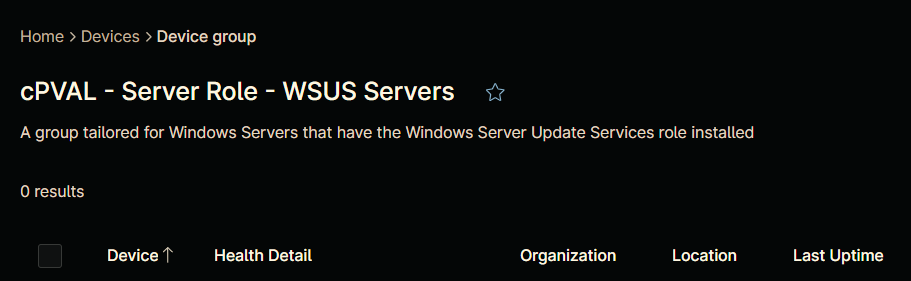 Home > Devices > Device group
cPVAL - Server Role - WSUS Servers
A group tailored for Windows Servers that have the Windows Server Update Services role installed
0 results
Device ↑ Health Detail Organization Location Last Uptime